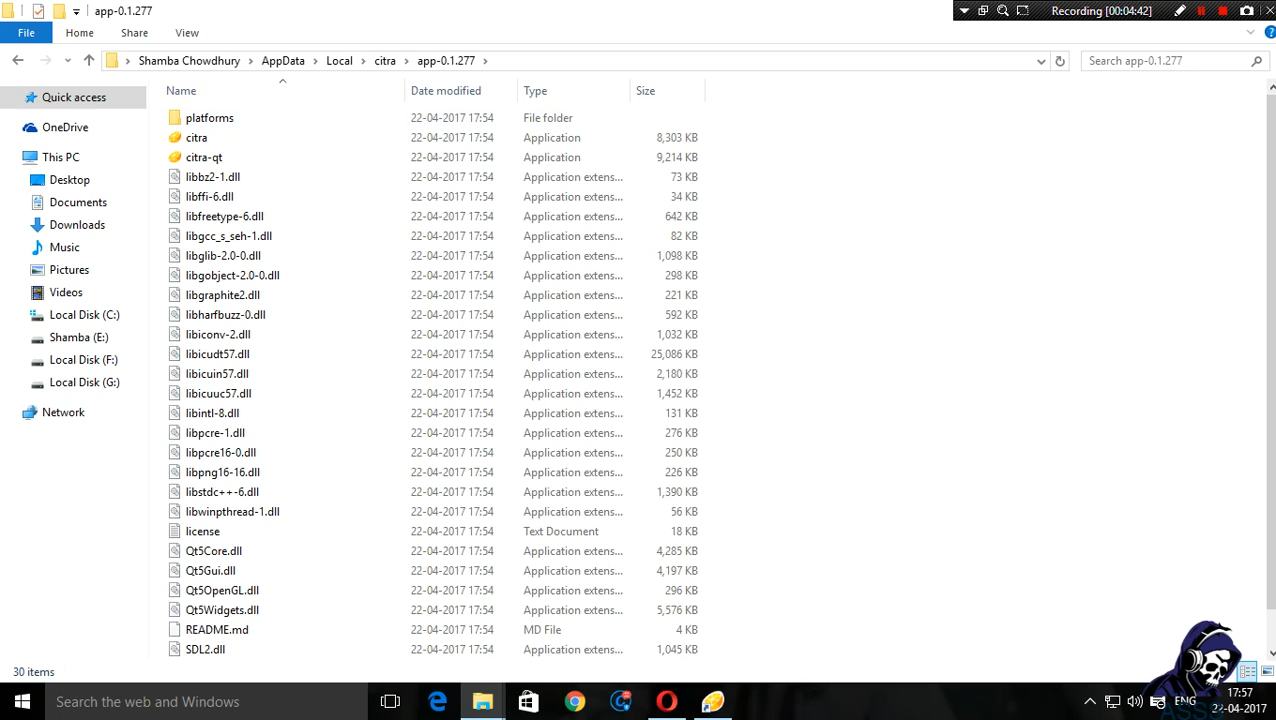 app-0.1.277
Recording [00:04:42]
File Home Share View
Shamba Chowdhury AppData Local citra app-0.1.277
Search app-0.1.277
Name Date modified Type Size
Quick access
OneDrive
This PC
Desktop
Documents
Downloads
Music
Pictures
Videos
Local Disk (C:)
Shamba (E:)
Local Disk (F:)
Local Disk (G:)
Network
platforms 22-04-2017 17:54 File folder
citra 22-04-2017 17:54 Application 8,303 KB
citra-qt 22-04-2017 17:54 Application 9,214 KB
libbz2-1.dll 22-04-2017 17:54 Application extens... 73 KB
libffi-6.dll 22-04-2017 17:54 Application extens... 34 KB
libfreetype-6.dll 22-04-2017 17:54 Application extens... 642 KB
libgcc_s_seh-1.dll 22-04-2017 17:54 Application extens... 82 KB
libglib-2.0-0.dll 22-04-2017 17:54 Application extens... 1,098 KB
libgobject-2.0-0.dll 22-04-2017 17:54 Application extens... 298 KB
libgraphite2.dll 22-04-2017 17:54 Application extens... 221 KB
libharfbuzz-0.dll 22-04-2017 17:54 Application extens... 592 KB
libiconv-2.dll 22-04-2017 17:54 Application extens... 1,032 KB
libicudt57.dll 22-04-2017 17:54 Application extens... 25,086 KB
libicuin57.dll 22-04-2017 17:54 Application extens... 2,180 KB
libicuuc57.dll 22-04-2017 17:54 Application extens... 1,452 KB
libintl-8.dll 22-04-2017 17:54 Application extens... 131 KB
libpcre-1.dll 22-04-2017 17:54 Application extens... 276 KB
libpcre16-0.dll 22-04-2017 17:54 Application extens... 250 KB
libpng16-16.dll 22-04-2017 17:54 Application extens... 226 KB
libstdc++-6.dll 22-04-2017 17:54 Application extens... 1,390 KB
libwinpthread-1.dll 22-04-2017 17:54 Application extens... 56 KB
license 22-04-2017 17:54 Text Document 18 KB
Qt5Core.dll 22-04-2017 17:54 Application extens... 4,285 KB
Qt5Gui.dll 22-04-2017 17:54 Application extens... 4,197 KB
Qt5OpenGL.dll 22-04-2017 17:54 Application extens... 296 KB
Qt5Widgets.dll 22-04-2017 17:54 Application extens... 5,576 KB
README.md 22-04-2017 17:54 MD File 4 KB
SDL2.dll 22-04-2017 17:54 Application extens... 1,045 KB
30 items
Search the web and Windows
ENG
17:57
22-04-2017